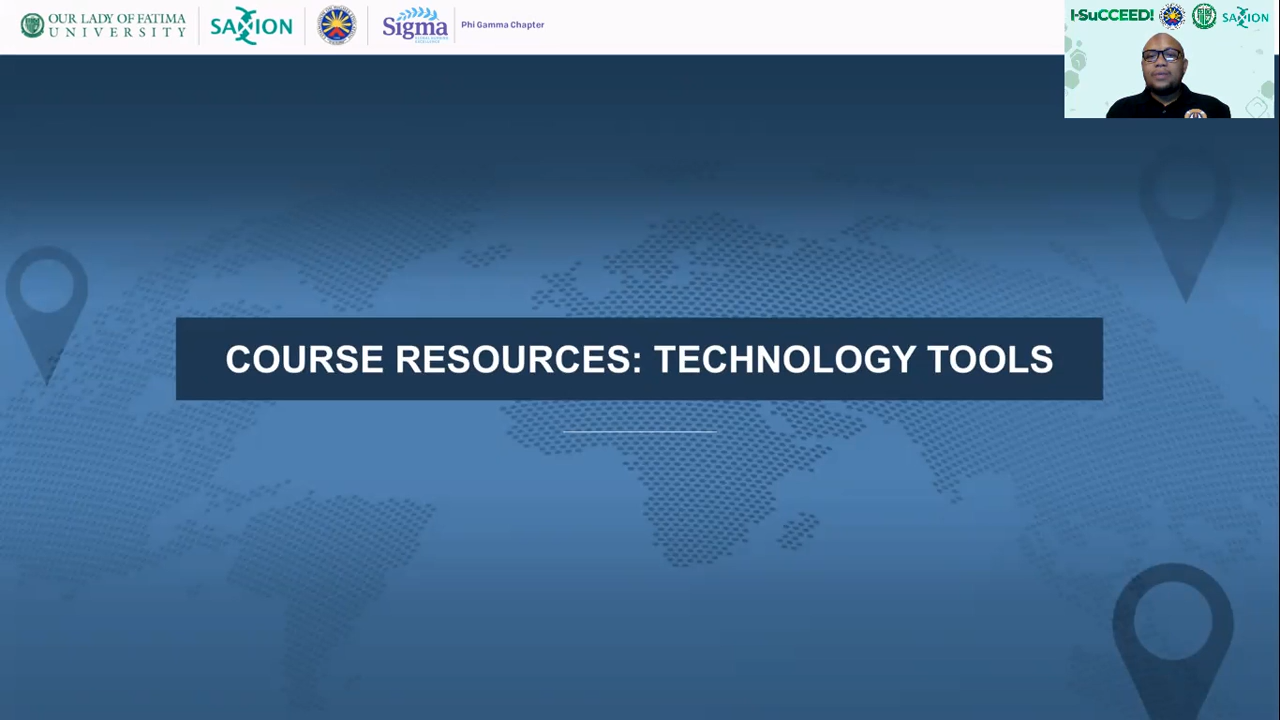 OUR LADY OF FATIMA
UNIVERSITY
SAXION
Sigma
Phi Gamma Chapter
I-SuCCEED!
SAXION
COURSE RESOURCES: TECHNOLOGY TOOLS